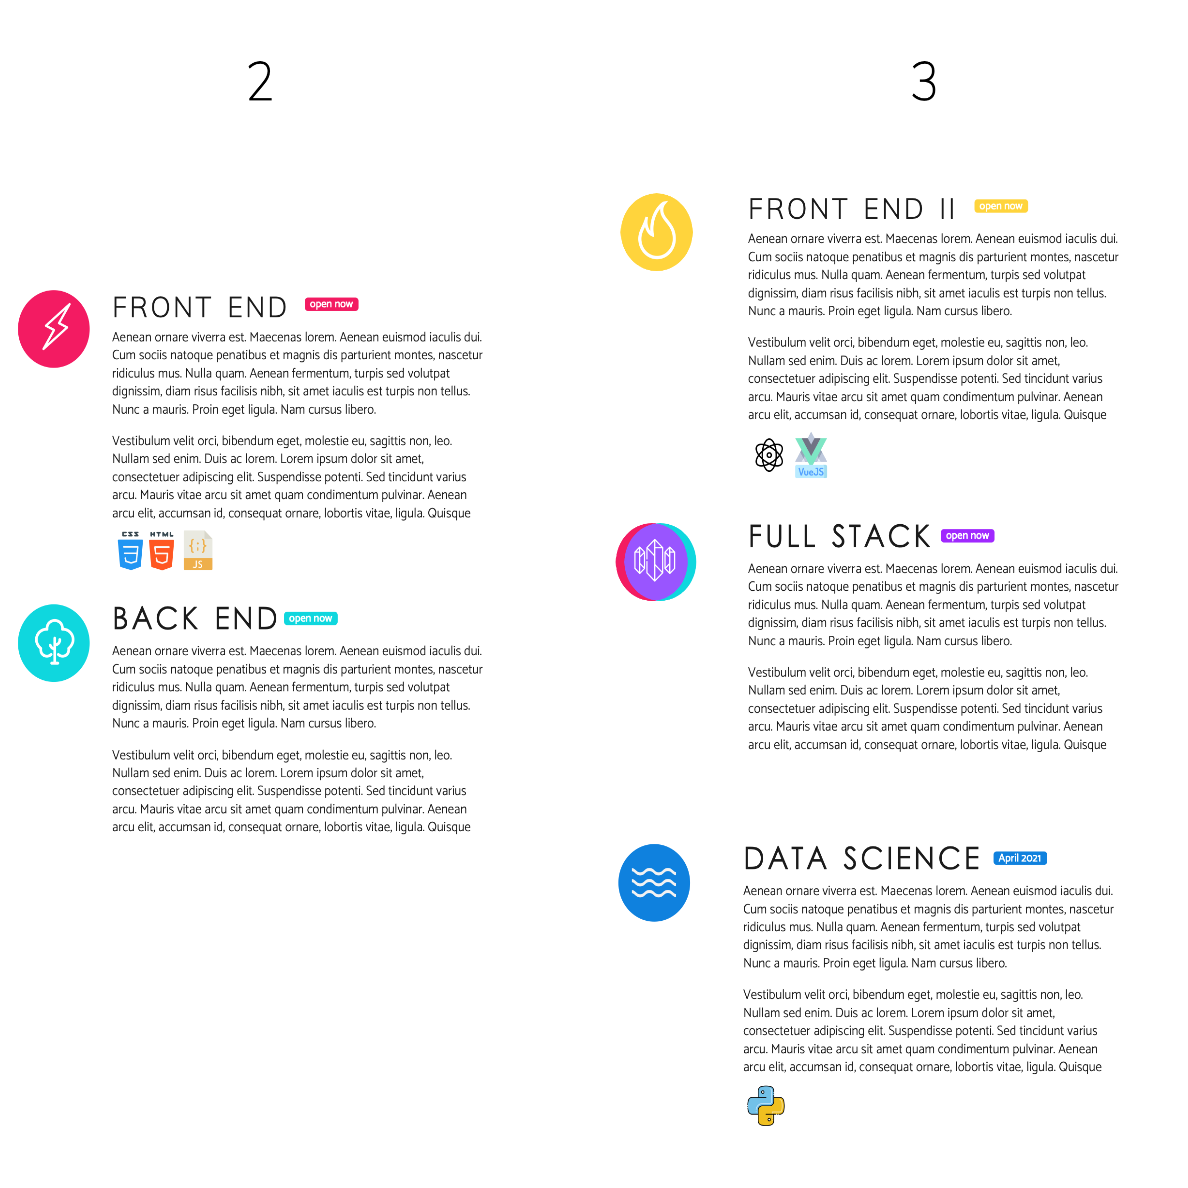 2
FRONT END open now
Aenean ornare viverra est. Maecenas lorem. Aenean euismod iaculis dui.
Cum sociis natoque penatibus et magnis dis parturient montes, nascetur
ridiculus mus. Nulla quam. Aenean fermentum, turpis sed volutpat
dignissim, diam risus facilisis nibh, sit amet iaculis est turpis non tellus.
Nunc a mauris. Proin eget ligula. Nam cursus libero.
Vestibulum velit orci, bibendum eget, molestie eu, sagittis non, leo.
Nullam sed enim. Duis ac lorem. Lorem ipsum dolor sit amet,
consectetuer adipiscing elit. Suspendisse potenti. Sed tincidunt varius
arcu. Mauris vitae arcu sit amet quam condimentum pulvinar. Aenean
arcu elit, accumsan id, consequat ornare, lobortis vitae, ligula. Quisque
CSS HTML
3 5 {;}
JS
BACK END open now
Aenean ornare viverra est. Maecenas lorem. Aenean euismod iaculis dui.
Cum sociis natoque penatibus et magnis dis parturient montes, nascetur
ridiculus mus. Nulla quam. Aenean fermentum, turpis sed volutpat
dignissim, diam risus facilisis nibh, sit amet iaculis est turpis non tellus.
Nunc a mauris. Proin eget ligula. Nam cursus libero.
Vestibulum velit orci, bibendum eget, molestie eu, sagittis non, leo.
Nullam sed enim. Duis ac lorem. Lorem ipsum dolor sit amet,
consectetuer adipiscing elit. Suspendisse potenti. Sed tincidunt varius
arcu. Mauris vitae arcu sit amet quam condimentum pulvinar. Aenean
arcu elit, accumsan id, consequat ornare, lobortis vitae, ligula. Quisque
3
FRONT END II open now
Aenean ornare viverra est. Maecenas lorem. Aenean euismod iaculis dui.
Cum sociis natoque penatibus et magnis dis parturient montes, nascetur
ridiculus mus. Nulla quam. Aenean fermentum, turpis sed volutpat
dignissim, diam risus facilisis nibh, sit amet iaculis est turpis non tellus.
Nunc a mauris. Proin eget ligula. Nam cursus libero.
Vestibulum velit orci, bibendum eget, molestie eu, sagittis non, leo.
Nullam sed enim. Duis ac lorem. Lorem ipsum dolor sit amet,
consectetuer adipiscing elit. Suspendisse potenti. Sed tincidunt varius
arcu. Mauris vitae arcu sit amet quam condimentum pulvinar. Aenean
arcu elit, accumsan id, consequat ornare, lobortis vitae, ligula. Quisque
VueJS
FULL STACK open now
Aenean ornare viverra est. Maecenas lorem. Aenean euismod iaculis dui.
Cum sociis natoque penatibus et magnis dis parturient montes, nascetur
ridiculus mus. Nulla quam. Aenean fermentum, turpis sed volutpat
dignissim, diam risus facilisis nibh, sit amet iaculis est turpis non tellus.
Nunc a mauris. Proin eget ligula. Nam cursus libero.
Vestibulum velit orci, bibendum eget, molestie eu, sagittis non, leo.
Nullam sed enim. Duis ac lorem. Lorem ipsum dolor sit amet,
consectetuer adipiscing elit. Suspendisse potenti. Sed tincidunt varius
arcu. Mauris vitae arcu sit amet quam condimentum pulvinar. Aenean
arcu elit, accumsan id, consequat ornare, lobortis vitae, ligula. Quisque
DATA SCIENCE April 2021
Aenean ornare viverra est. Maecenas lorem. Aenean euismod iaculis dui.
Cum sociis natoque penatibus et magnis dis parturient montes, nascetur
ridiculus mus. Nulla quam. Aenean fermentum, turpis sed volutpat
dignissim, diam risus facilisis nibh, sit amet iaculis est turpis non tellus.
Nunc a mauris. Proin eget ligula. Nam cursus libero.
Vestibulum velit orci, bibendum eget, molestie eu, sagittis non, leo.
Nullam sed enim. Duis ac lorem. Lorem ipsum dolor sit amet,
consectetuer adipiscing elit. Suspendisse potenti. Sed tincidunt varius
arcu. Mauris vitae arcu sit amet quam condimentum pulvinar. Aenean
arcu elit, accumsan id, consequat ornare, lobortis vitae, ligula. Quisque